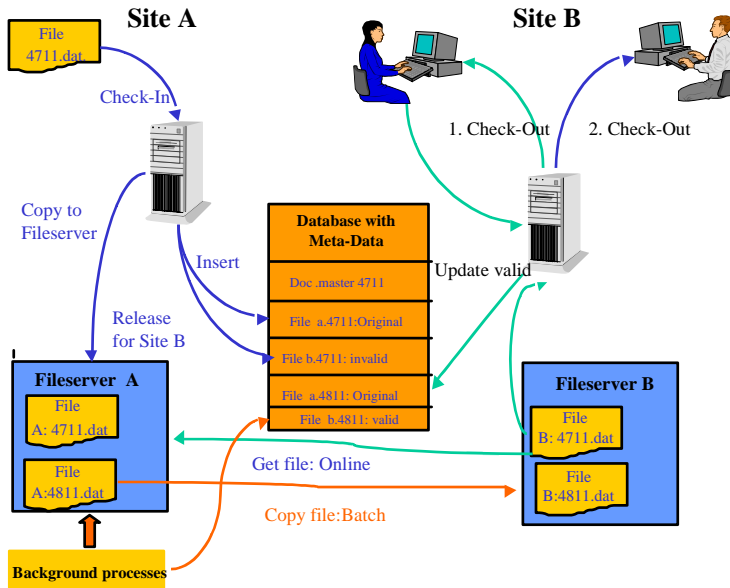 Site A
Site B
File
4711.dat.
Check-In
1. Check-Out
2. Check-Out
Copy to
Fileserver
Database with
Meta-Data
Insert
Update valid
Doc .master 4711
File a.4711:Original
Release
for Site B
File b.4711: invalid
Fileserver A
File a.4811: Original
Fileserver B
File b.4811: valid
File
A: 4711.dat
File
B: 4711.dat
Get file: Online
File
A:4811.dat
File
B:4811.dat
Copy file:Batch
Background processes